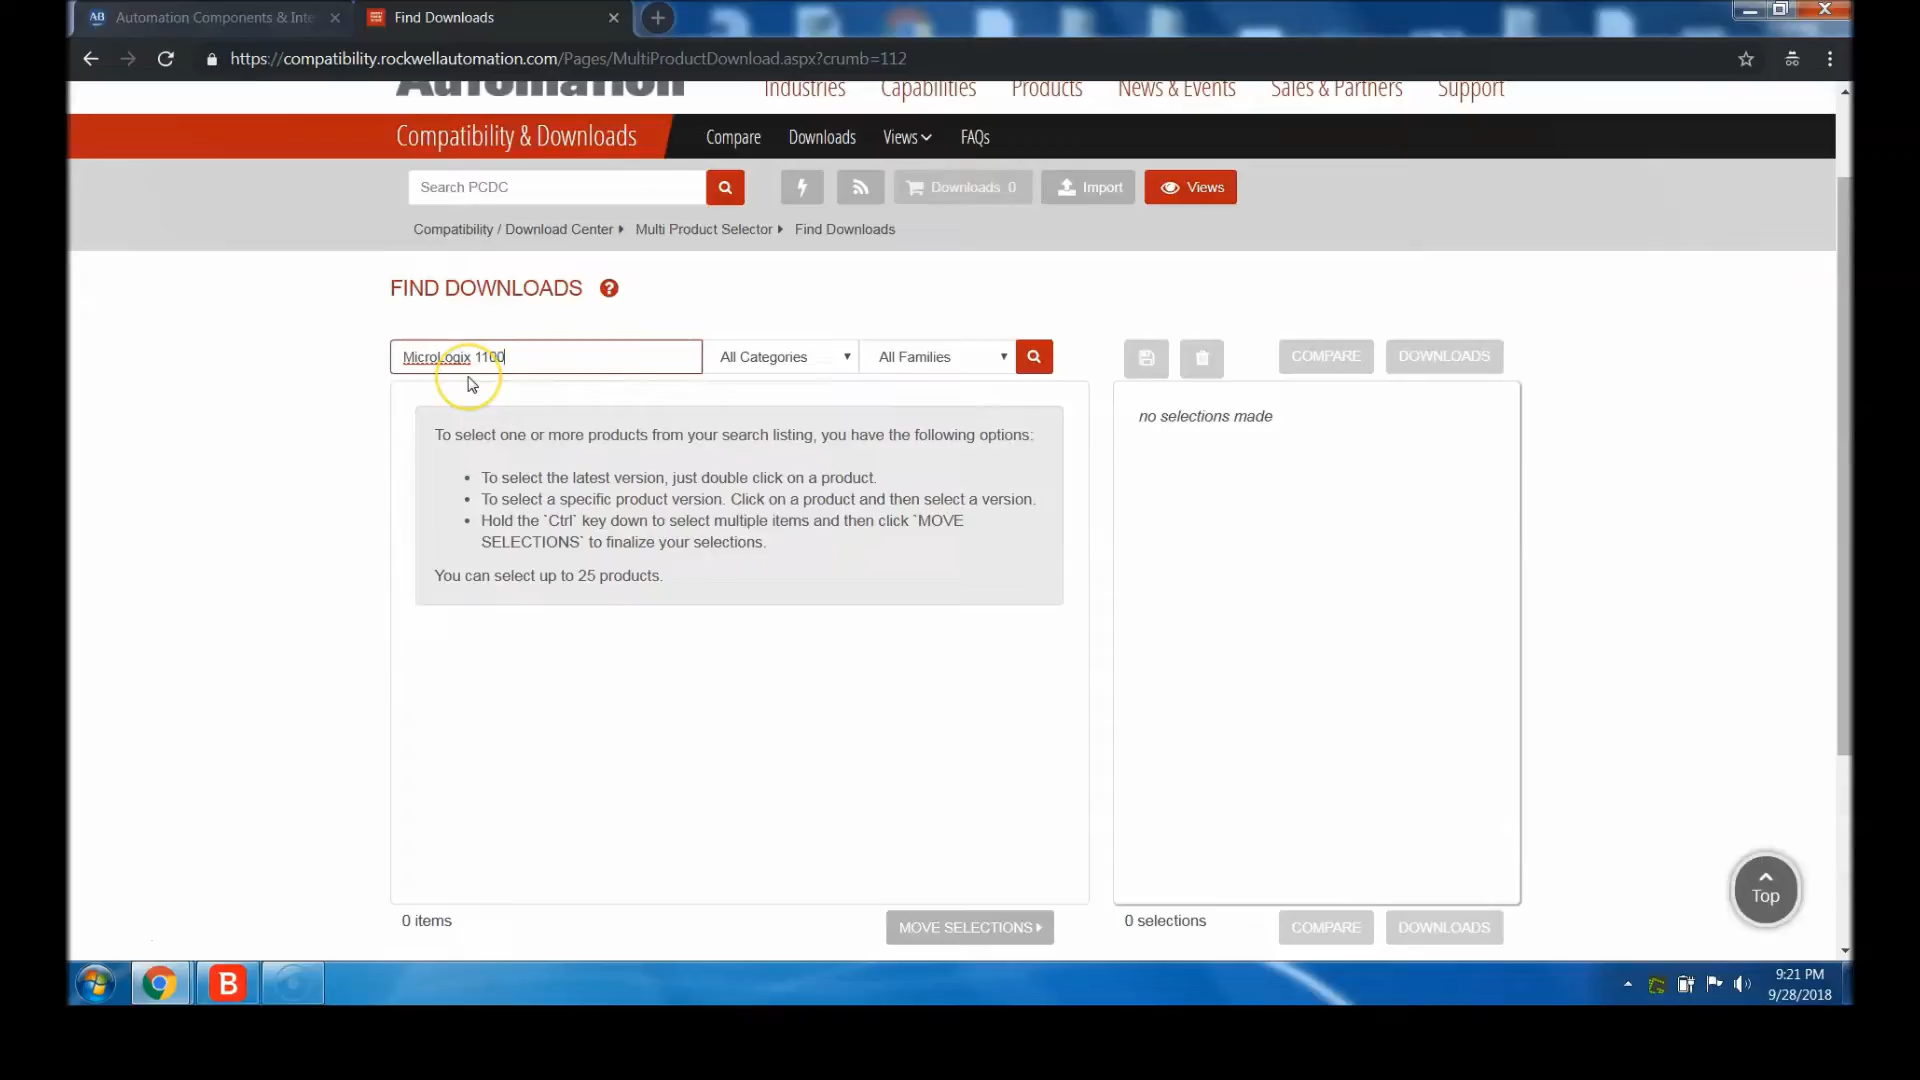 AB Automation Components & Inte
Find Downloads
https://compatibility.rockwellautomation.com/Pages/MultiProductDownload.aspx?crumb=112
Automation
Industries Capabilities Products News & Events Sales & Partners Support
Compatibility & Downloads
Compare Downloads Views FAQs
Search PCDC
Downloads 0
Import
Views
Compatibility / Download Center Multi Product Selector Find Downloads
FIND DOWNLOADS ?
MicroLogix 1100
All Categories
All Families
COMPARE
DOWNLOADS
To select one or more products from your search listing, you have the following options:
• To select the latest version, just double click on a product.
• To select a specific product version. Click on a product and then select a version.
• Hold the `Ctrl` key down to select multiple items and then click `MOVE
SELECTIONS` to finalize your selections.
You can select up to 25 products.
no selections made
0 items
MOVE SELECTIONS
0 selections
COMPARE
DOWNLOADS
Top
B
9:21 PM
9/28/2018